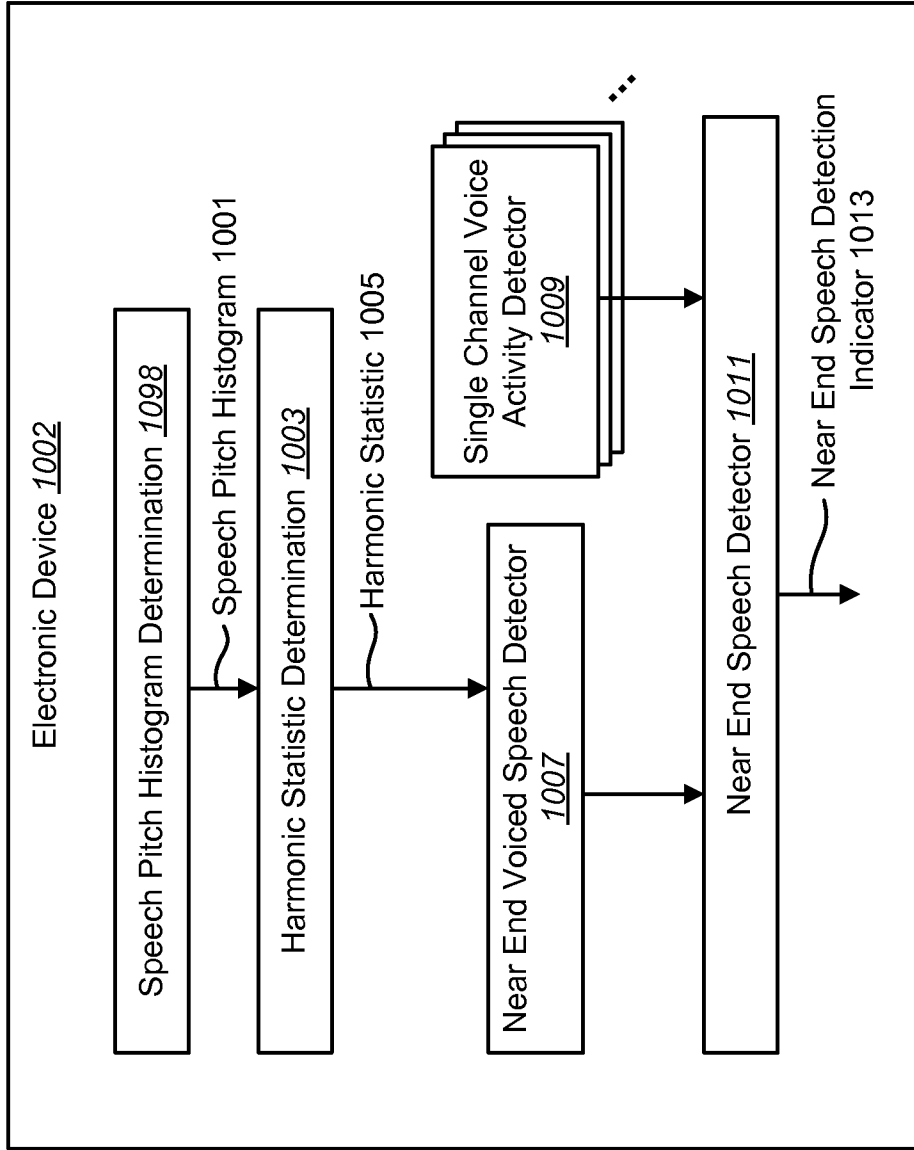 Electronic Device 1002
Speech Pitch Histogram Determination 1098
Speech Pitch Histogram 1001
Harmonic Statistic Determination 1003
Harmonic Statistic 1005
Near End Voiced Speech Detector
1007
Single Channel Voice
Activity Detector
1009
Near End Speech Detector 1011
Near End Speech Detection
Indicator 1013